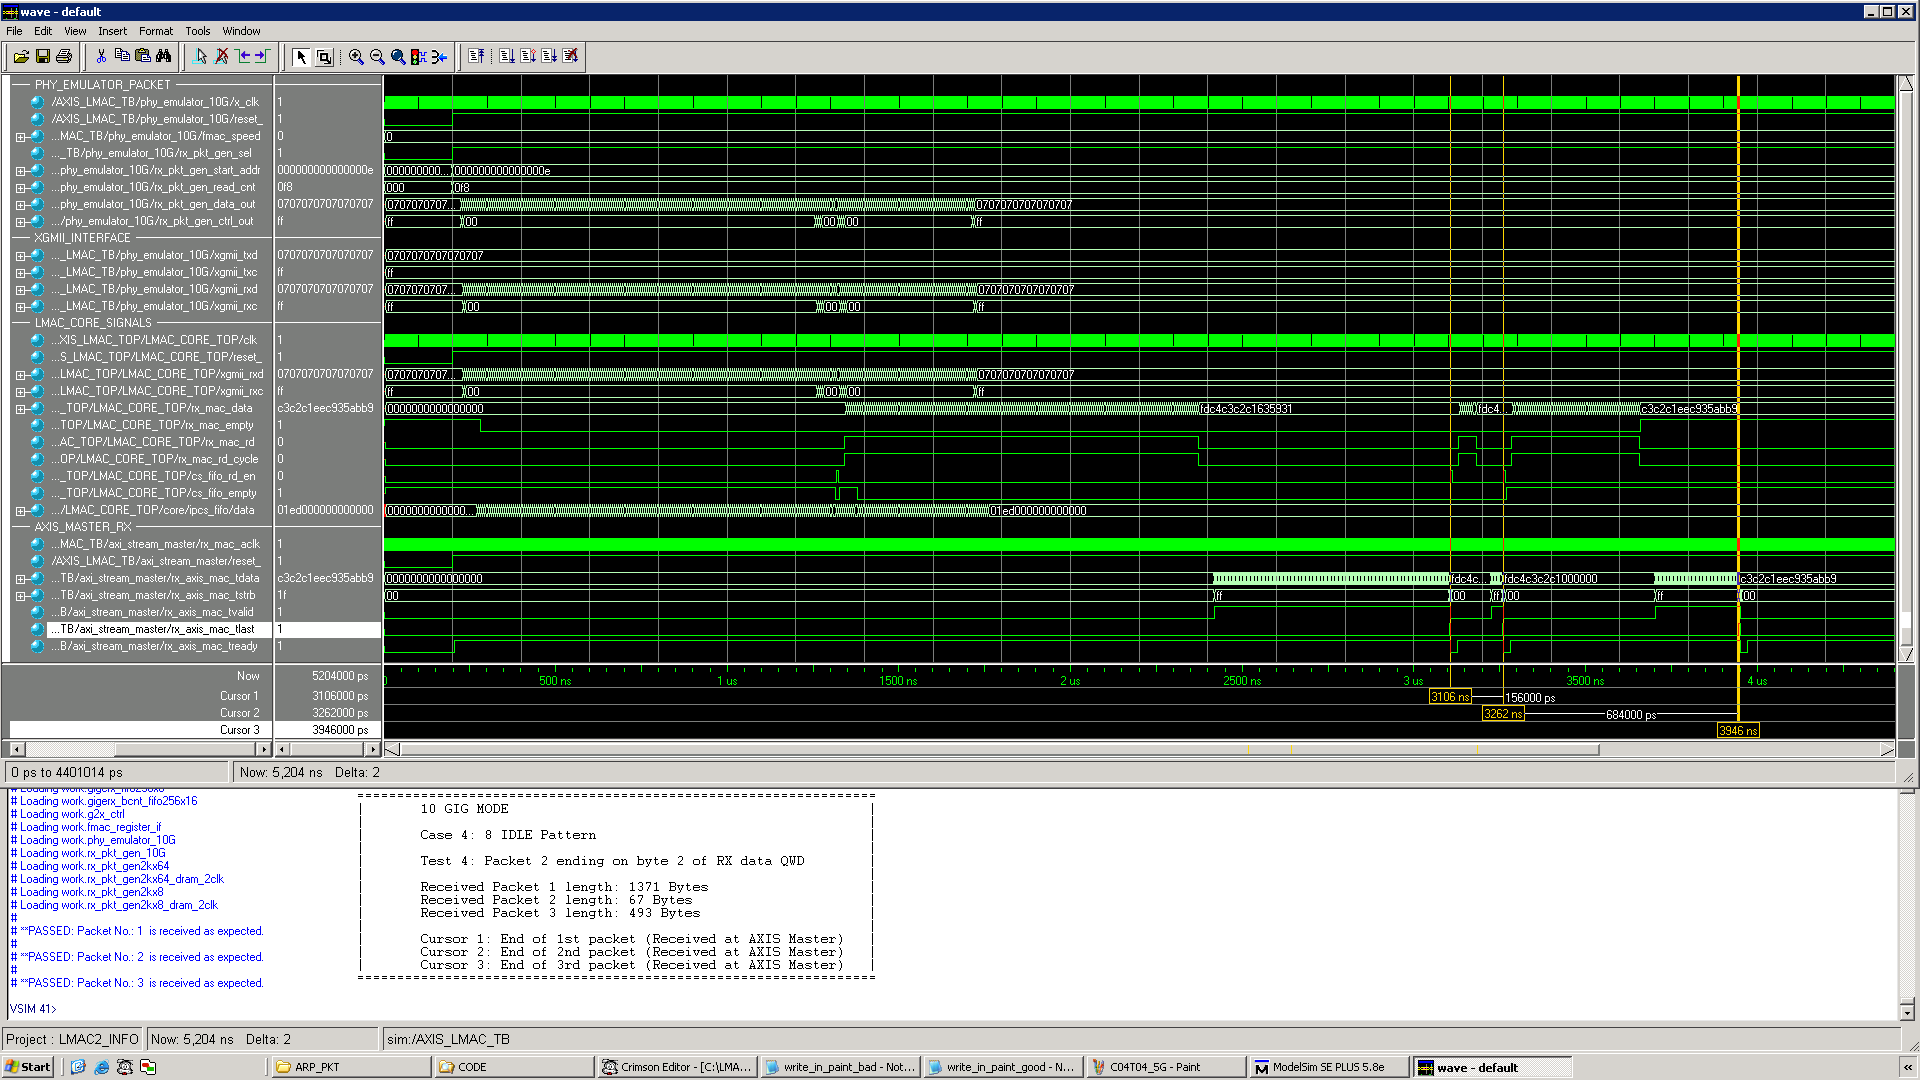 wave - default
File Edit View Insert Format Tools Window
PHY_EMULATOR_PACKET
/AXIS_LMAC_TB/phy_emulator_10G/x_clk 1
/AXIS_LMAC_TB/phy_emulator_10G/reset_ 1
...MAC_TB/phy_emulator_10G/fmac_speed 0 0
..._TB/phy_emulator_10G/rx_pkt_gen_sel 1
...phy_emulator_10G/rx_pkt_gen_start_addr 000000000000000e 000000000... 000000000000000e
...phy_emulator_10G/rx_pkt_gen_read_cnt 0f8 000 0f8
...phy_emulator_10G/rx_pkt_gen_data_out 0707070707070707 0707070707... 0707070707070707
.../phy_emulator_10G/rx_pkt_gen_ctrl_out ff ff 00 00 00 ff
XGMII_INTERFACE
..._LMAC_TB/phy_emulator_10G/xgmii_txd 0707070707070707 0707070707070707
..._LMAC_TB/phy_emulator_10G/xgmii_txc ff ff
..._LMAC_TB/phy_emulator_10G/xgmii_rxd 0707070707070707 0707070707... 0707070707070707
..._LMAC_TB/phy_emulator_10G/xgmii_rxc ff ff 00 00 00 ff
LMAC_CORE_SIGNALS
...XIS_LMAC_TOP/LMAC_CORE_TOP/clk 1
...S_LMAC_TOP/LMAC_CORE_TOP/reset_ 1
...LMAC_TOP/LMAC_CORE_TOP/xgmii_rxd 0707070707070707 0707070707... 0707070707070707
...LMAC_TOP/LMAC_CORE_TOP/xgmii_rxc ff ff 00 00 00 ff
..._TOP/LMAC_CORE_TOP/rx_mac_data c3c2c1eec935abb9 0000000000000000 fdc4c3c2c1635931 fdc4... c3c2c1eec935abb9
...TOP/LMAC_CORE_TOP/rx_mac_empty 1
...AC_TOP/LMAC_CORE_TOP/rx_mac_rd 0
...OP/LMAC_CORE_TOP/rx_mac_rd_cycle 0
..._TOP/LMAC_CORE_TOP/cs_fifo_rd_en 0
..._TOP/LMAC_CORE_TOP/cs_fifo_empty 1
.../LMAC_CORE_TOP/core/ipcs_fifo/data 01ed000000000000 0000000000000... 01ed000000000000
AXIS_MASTER_RX
...MAC_TB/axi_stream_master/rx_mac_aclk 1
/AXIS_LMAC_TB/axi_stream_master/reset_ 1
...TB/axi_stream_master/rx_axis_mac_tdata c3c2c1eec935abb9 0000000000000000 fdc4c... fdc4c3c2c1000000 c3c2c1eec935abb9
...TB/axi_stream_master/rx_axis_mac_tstrb 1f 00 ff 00 ff 00 ff 00
...B/axi_stream_master/rx_axis_mac_tvalid 1
...TB/axi_stream_master/rx_axis_mac_tlast 1
...B/axi_stream_master/rx_axis_mac_tready 1
Now 5204000 ps 500 ns 1 us 1500 ns 2 us 2500 ns 3 us 3500 ns 4 us
Cursor 1 3106000 ps 3106 ns 156000 ps
Cursor 2 3262000 ps 3262 ns 684000 ps
Cursor 3 3946000 ps 3946 ns
0 ps to 4401014 ps Now: 5,204 ns Delta: 2
# Loading work.gigerx_bcnt_fifo256x16
# Loading work.g2x_ctrl
# Loading work.fmac_register_if
# Loading work.phy_emulator_10G
# Loading work.rx_pkt_gen_10G
# Loading work.rx_pkt_gen2kx64
# Loading work.rx_pkt_gen2kx64_dram_2clk
# Loading work.rx_pkt_gen2kx8
# Loading work.rx_pkt_gen2kx8_dram_2clk
#
# **PASSED: Packet No.: 1 is received as expected.
#
# **PASSED: Packet No.: 2 is received as expected.
#
# **PASSED: Packet No.: 3 is received as expected.
VSIM 41>
10 GIG MODE
Case 4: 8 IDLE Pattern
Test 4: Packet 2 ending on byte 2 of RX data QWD
Received Packet 1 length: 1371 Bytes
Received Packet 2 length: 67 Bytes
Received Packet 3 length: 493 Bytes
Cursor 1: End of 1st packet (Received at AXIS Master)
Cursor 2: End of 2nd packet (Received at AXIS Master)
Cursor 3: End of 3rd packet (Received at AXIS Master)
Project : LMAC2_INFO Now: 5,204 ns Delta: 2 sim:/AXIS_LMAC_TB
Start ARP_PKT CODE Crimson Editor - [C:\LMA... write_in_paint_bad - Not... write_in_paint_good - N... C04T04_5G - Paint ModelSim SE PLUS 5.8e wave - default